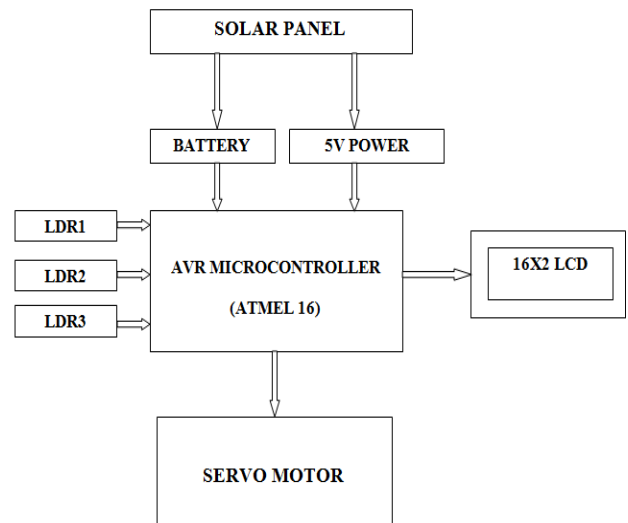 SOLAR PANEL
BATTERY
5V POWER
LDR1
LDR2
LDR3
AVR MICROCONTROLLER
(ATMEL 16)
16X2 LCD
SERVO MOTOR